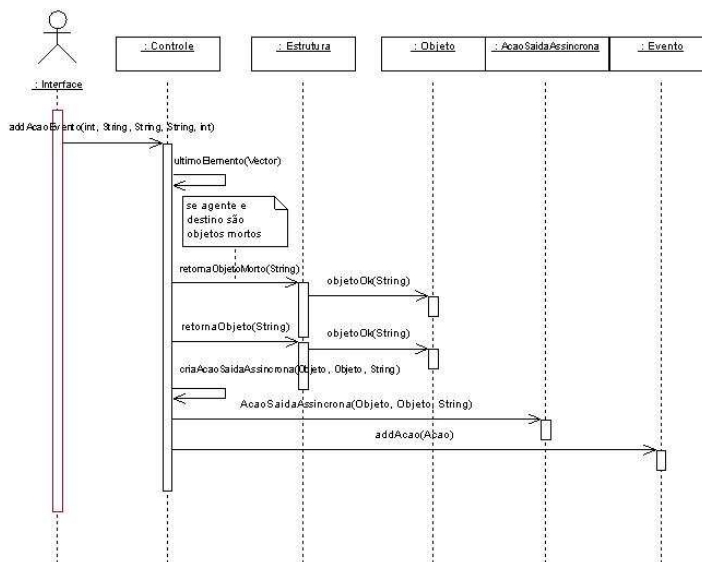 : Controle
: Estrutura
: Objeto
: AcaoSaidaAssincrona
: Evento
: Interface
addAcaoEvento(int, String, String, String, int)
ultimoElemento(Vector)
se agente e
destino são
objetos mortos
retornaObjetoMorto(String)
objetoOk(String)
retornaObjeto(String)
objetoOk(String)
criaAcaoSaidaAssincrona(Objeto, Objeto, String)
AcaoSaidaAssincrona(Objeto, Objeto, String)
addAcao(Acao)